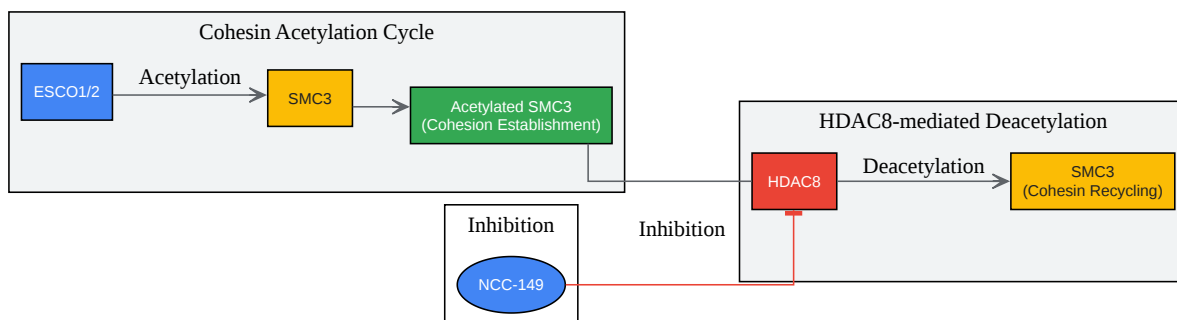 Cohesin Acetylation Cycle
ESCO1/2
Acetylation
SMC3
Acetylated SMC3
(Cohesion Establishment)
HDAC8-mediated Deacetylation
HDAC8
Deacetylation
SMC3
(Cohesin Recycling)
Inhibition
NCC-149
Inhibition